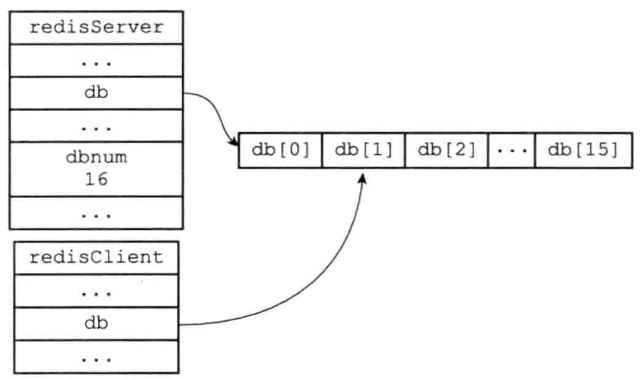 redisServer
...
db
...
dbnum
16
...
db[0] db[1] db[2] ... db[15]
redisClient
...
db
...